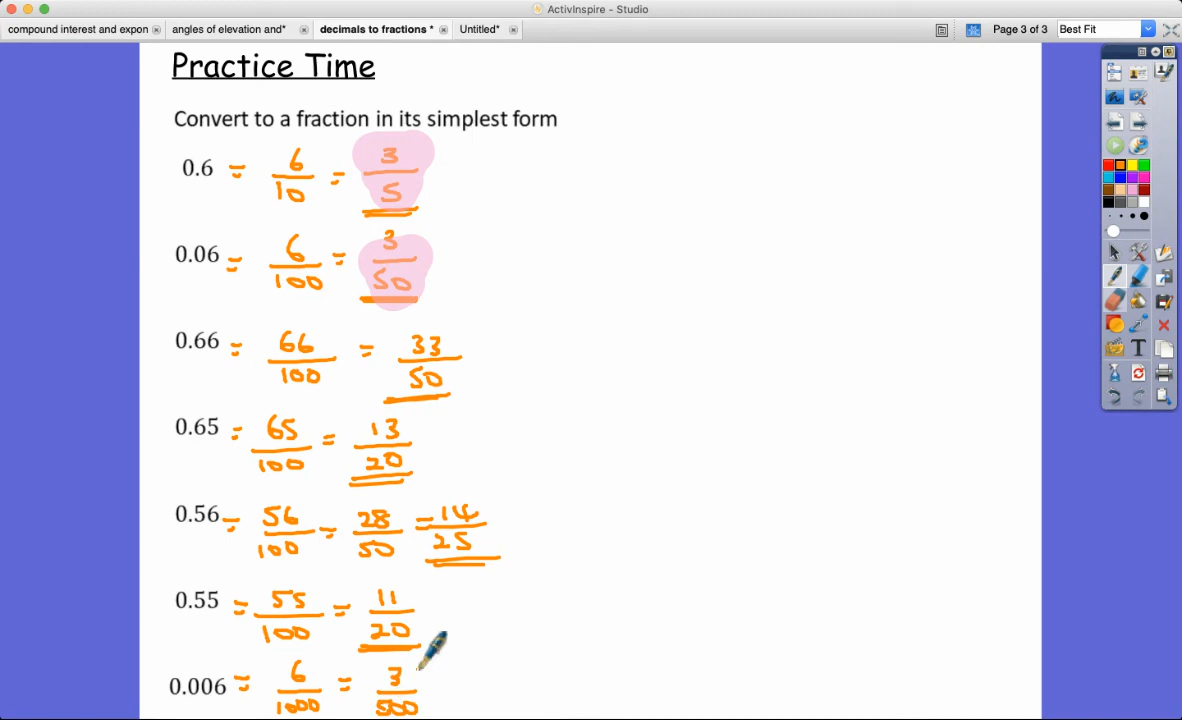 ActivInspire - Studio
compound interest and expon angles of elevation and* decimals to fractions * Untitled* Page 3 of 3 Best Fit
Practice Time
Convert to a fraction in its simplest form
0.6 = 6/10 = 3/5
0.06 = 6/100 = 3/50
0.66 = 66/100 = 33/50
0.65 = 65/100 = 13/20
0.56 = 56/100 = 28/50 = 14/25
0.55 = 55/100 = 11/20
0.006 = 6/1000 = 3/500